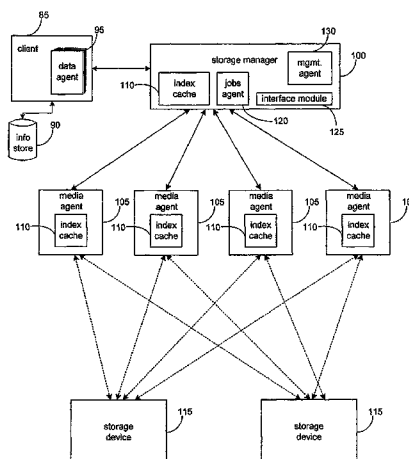 85
client
95
data
agent
90
info
store
storage manager
130
mgmt.
agent
100
110
index
cache
jobs
agent
120
interface module
125
media
agent
105
110
index
cache
media
agent
105
110
index
cache
media
agent
105
110
index
cache
media
agent
110
index
cache
storage
device
115
storage
device
115